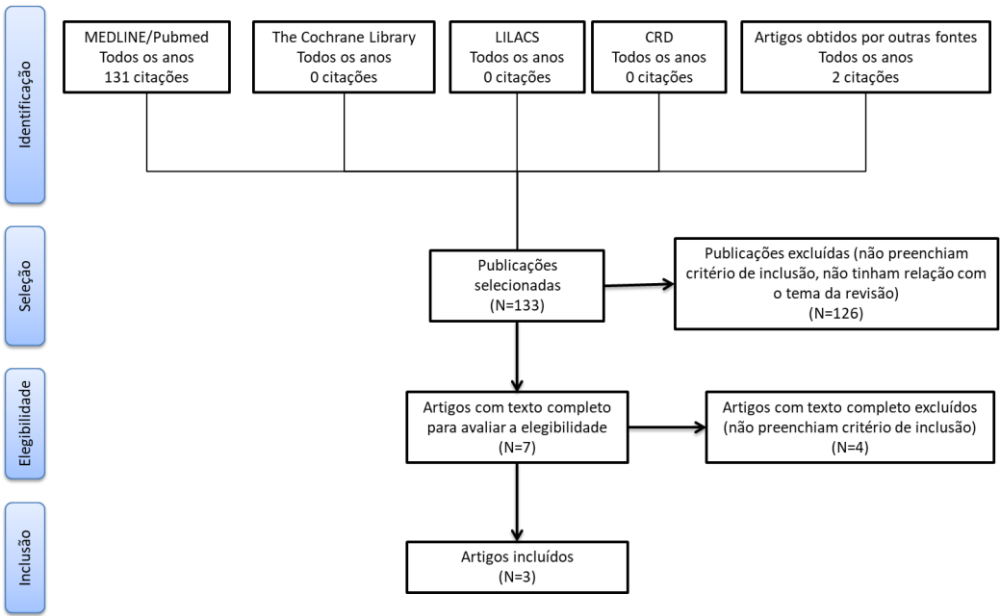 Identificação
MEDLINE/Pubmed
Todos os anos
131 citações
The Cochrane Library
Todos os anos
0 citações
LILACS
Todos os anos
0 citações
CRD
Todos os anos
0 citações
Artigos obtidos por outras fontes
Todos os anos
2 citações
Seleção
Publicações
selecionadas
(N=133)
Publicações excluídas (não preenchiam
critério de inclusão, não tinham relação com
o tema da revisão)
(N=126)
Elegibilidade
Artigos com texto completo
para avaliar a elegibilidade
(N=7)
Artigos com texto completo excluídos
(não preenchiam critério de inclusão)
(N=4)
Inclusão
Artigos incluídos
(N=3)